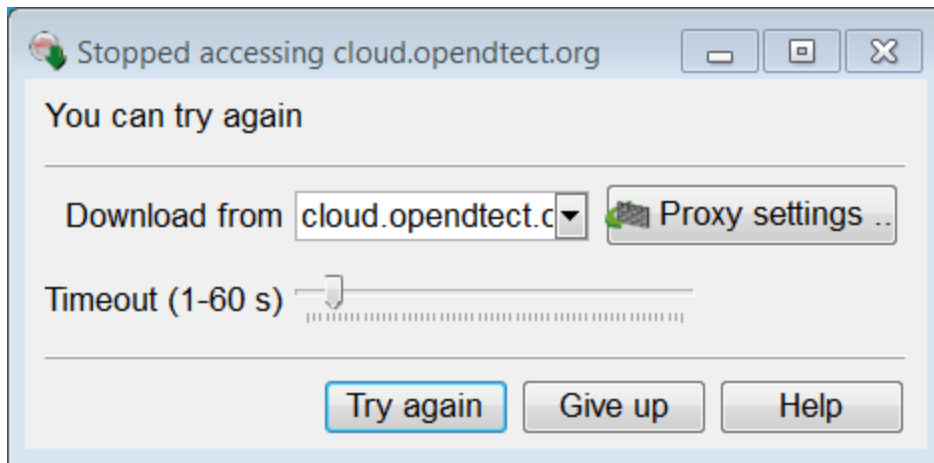 Stopped accessing cloud.opendtect.org
You can try again
Download from cloud.opendtect.c Proxy settings ..
Timeout (1-60 s)
Try again Give up Help